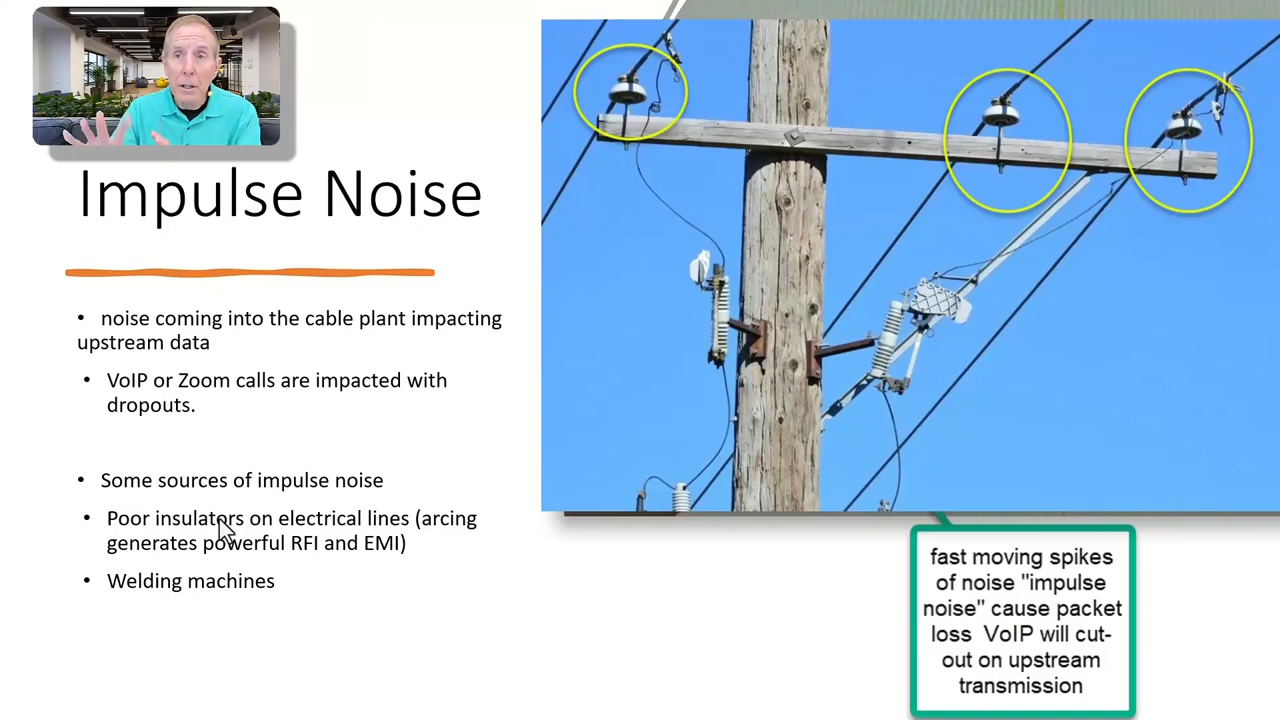 Impulse Noise
• noise coming into the cable plant impacting
upstream data
• VoIP or Zoom calls are impacted with
dropouts.
• Some sources of impulse noise
• Poor insulators on electrical lines (arcing
generates powerful RFI and EMI)
• Welding machines
fast moving spikes
of noise "impulse
noise" cause packet
loss VoIP will cut-
out on upstream
transmission